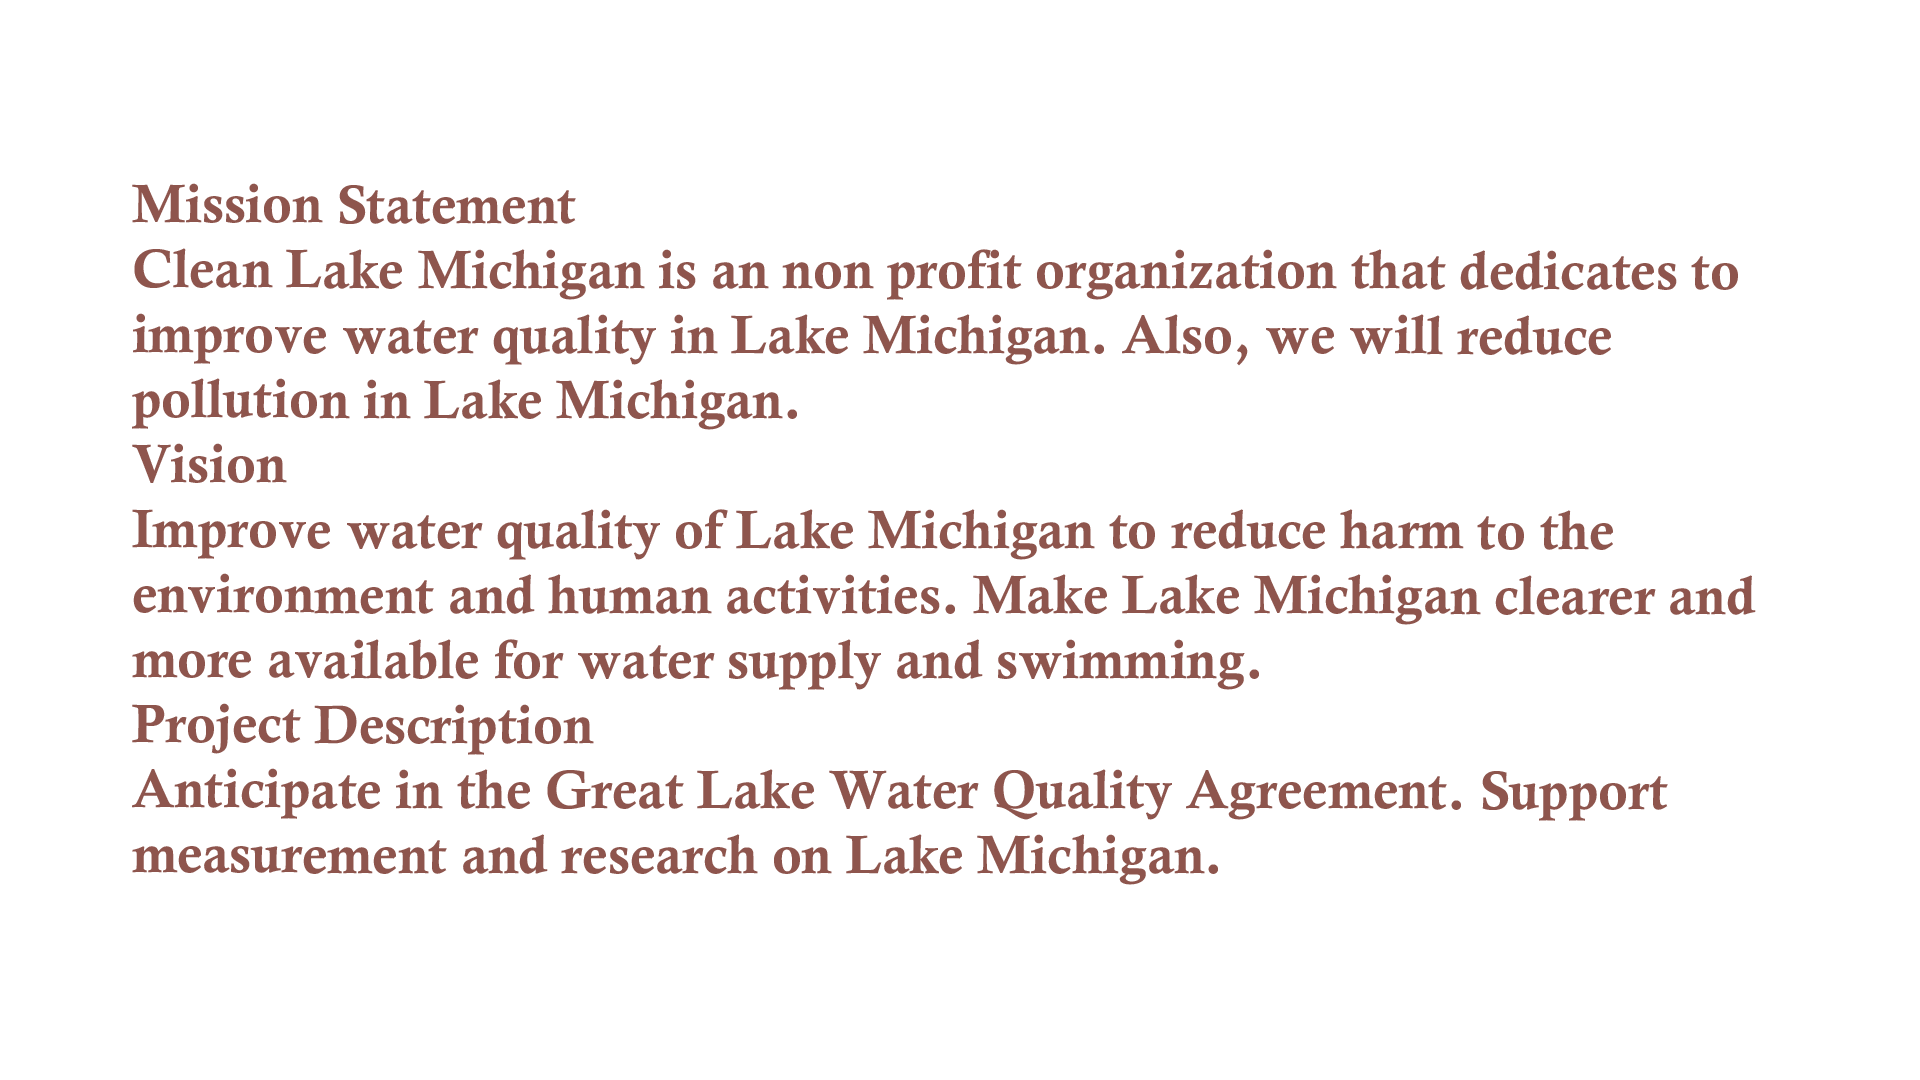 Mission Statement
Clean Lake Michigan is an non profit organization that dedicates to
improve water quality in Lake Michigan. Also, we will reduce
pollution in Lake Michigan.
Vision
Improve water quality of Lake Michigan to reduce harm to the
environment and human activities. Make Lake Michigan clearer and
more available for water supply and swimming.
Project Description
Anticipate in the Great Lake Water Quality Agreement. Support
measurement and research on Lake Michigan.